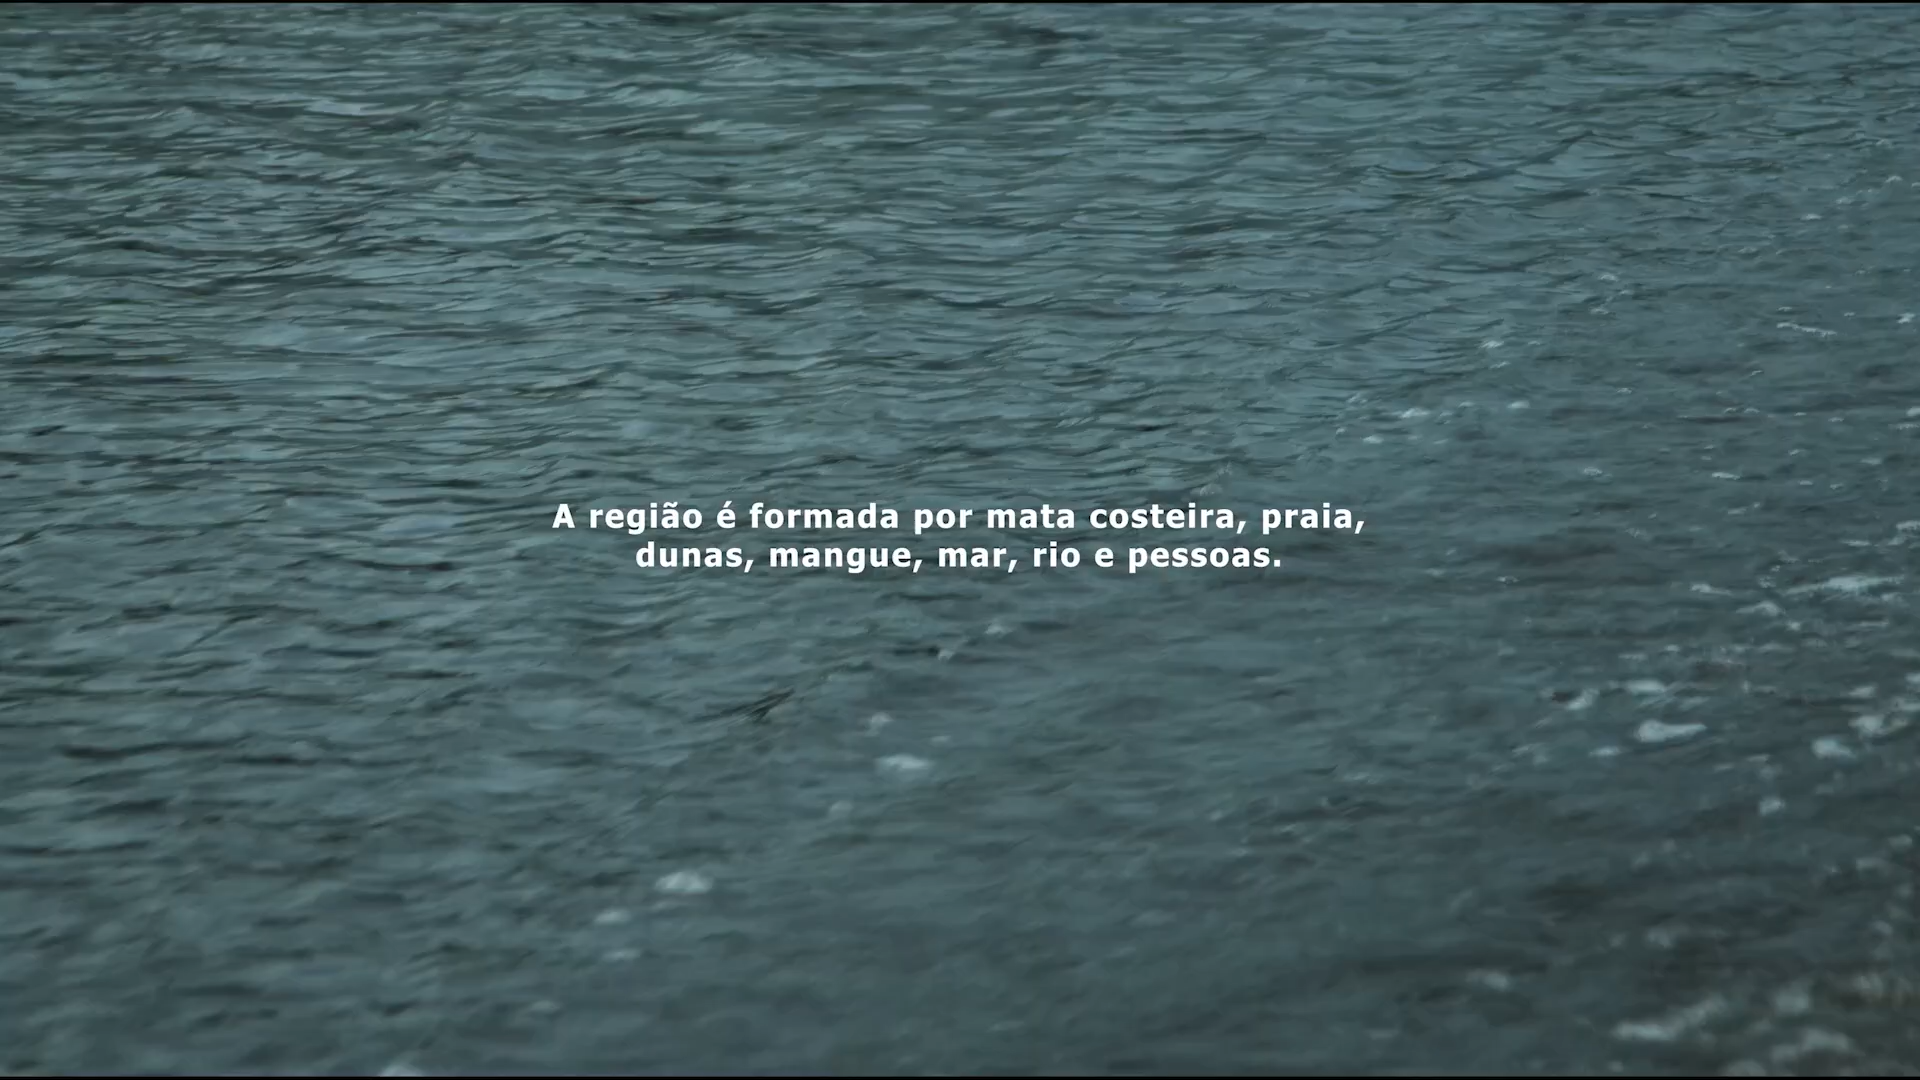 A região é formada por mata costeira, praia,
dunas, mangue, mar, rio e pessoas.